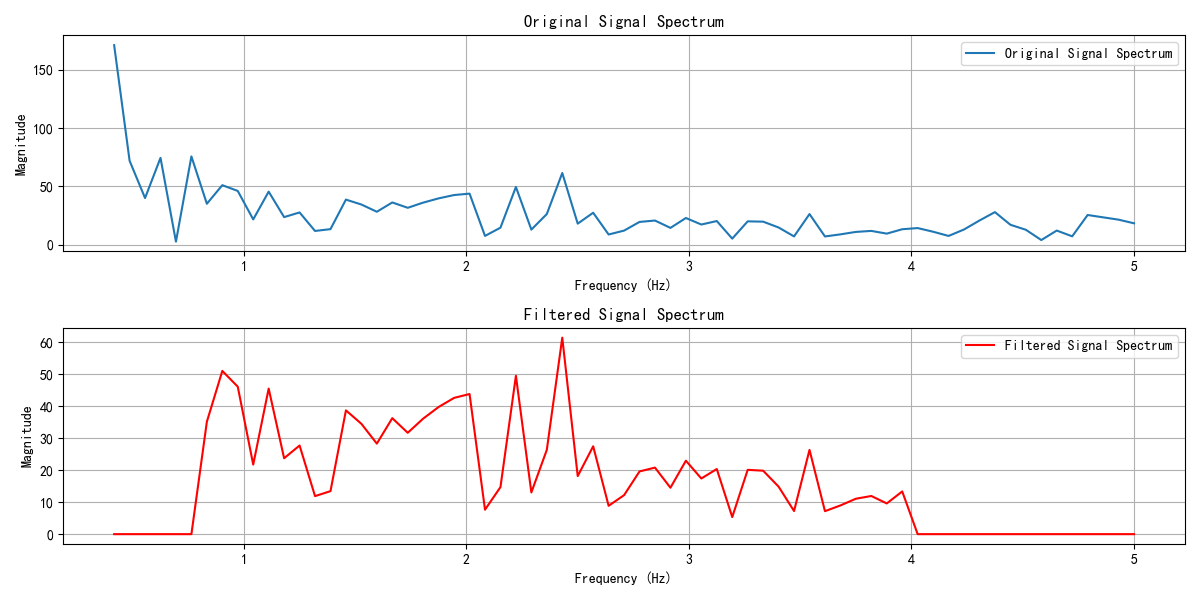 Original Signal Spectrum
Original Signal Spectrum
Magnitude
150
100
50
0
1 2 3 4 5
Frequency (Hz)
Filtered Signal Spectrum
Filtered Signal Spectrum
Magnitude
60
50
40
30
20
10
0
1 2 3 4 5
Frequency (Hz)